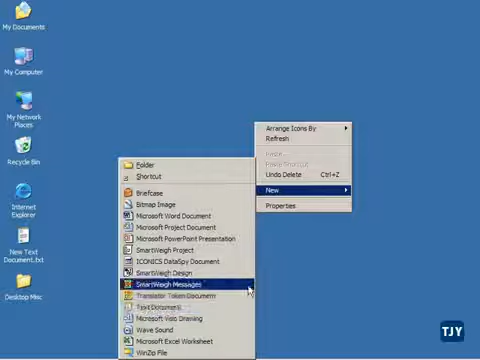 My Documents
My Computer
My Network
Places
Recycle Bin
Internet
Explorer
New Text
Document.txt
Desktop Misc
Arrange Icons By
Refresh
Paste
Paste Shortcut
Undo Delete Ctrl+Z
New
Properties
Folder
Shortcut
Briefcase
Bitmap Image
Microsoft Word Document
Microsoft Project Document
Microsoft PowerPoint Presentation
SmartWeigh Project
ICONICS DataSpy Document
SmartWeigh Design
SmartWeigh Messages
Translator Token Document
Text Document
Microsoft Visio Drawing
Wave Sound
Microsoft Excel Worksheet
WinZip File
TJY